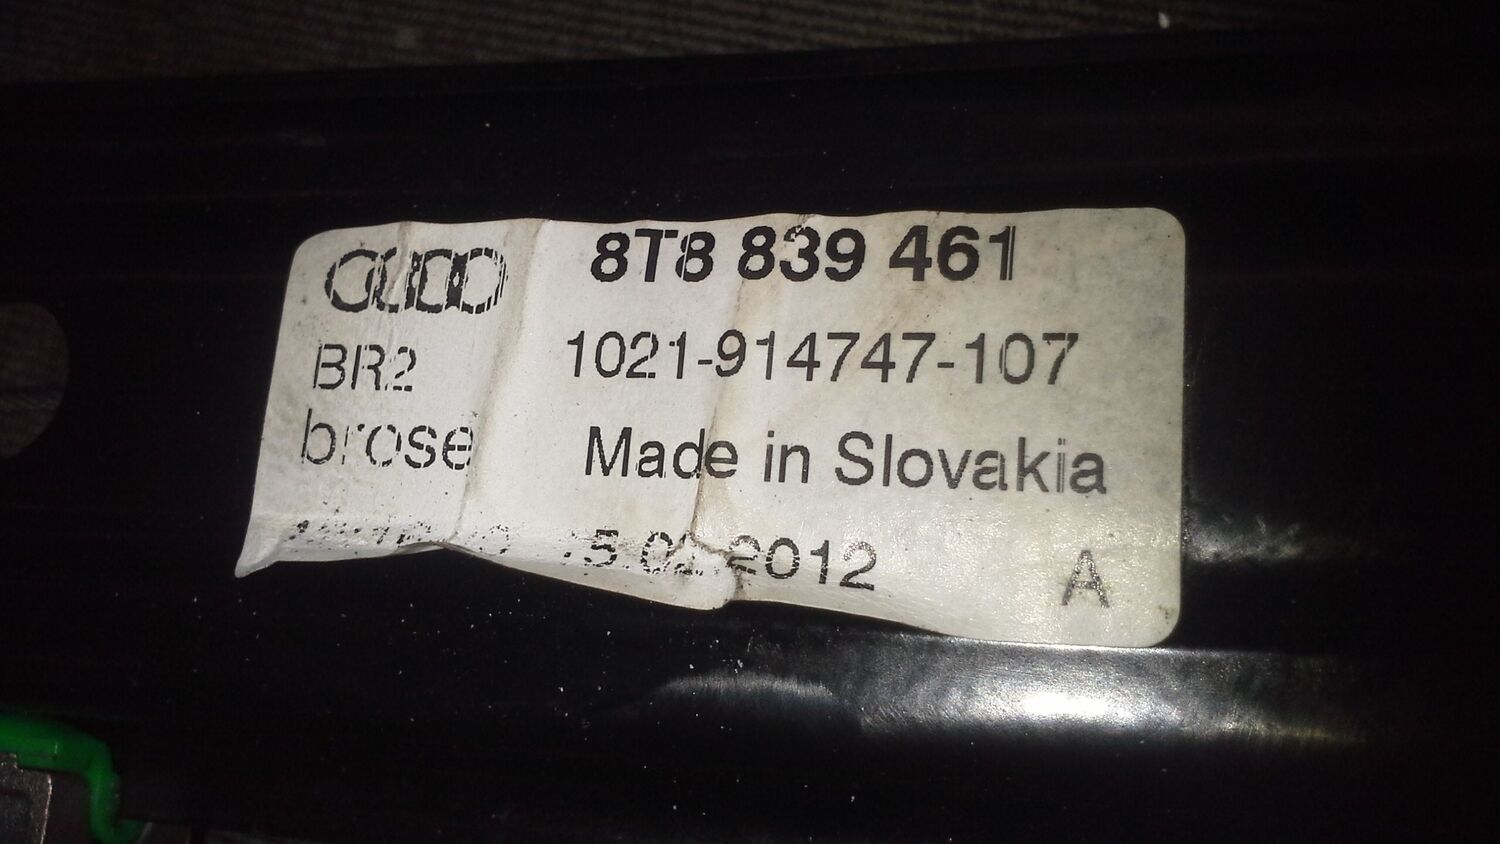 8T8 839 461
BR2 1021-914747-107
brose Made in Slovakia
2012 A